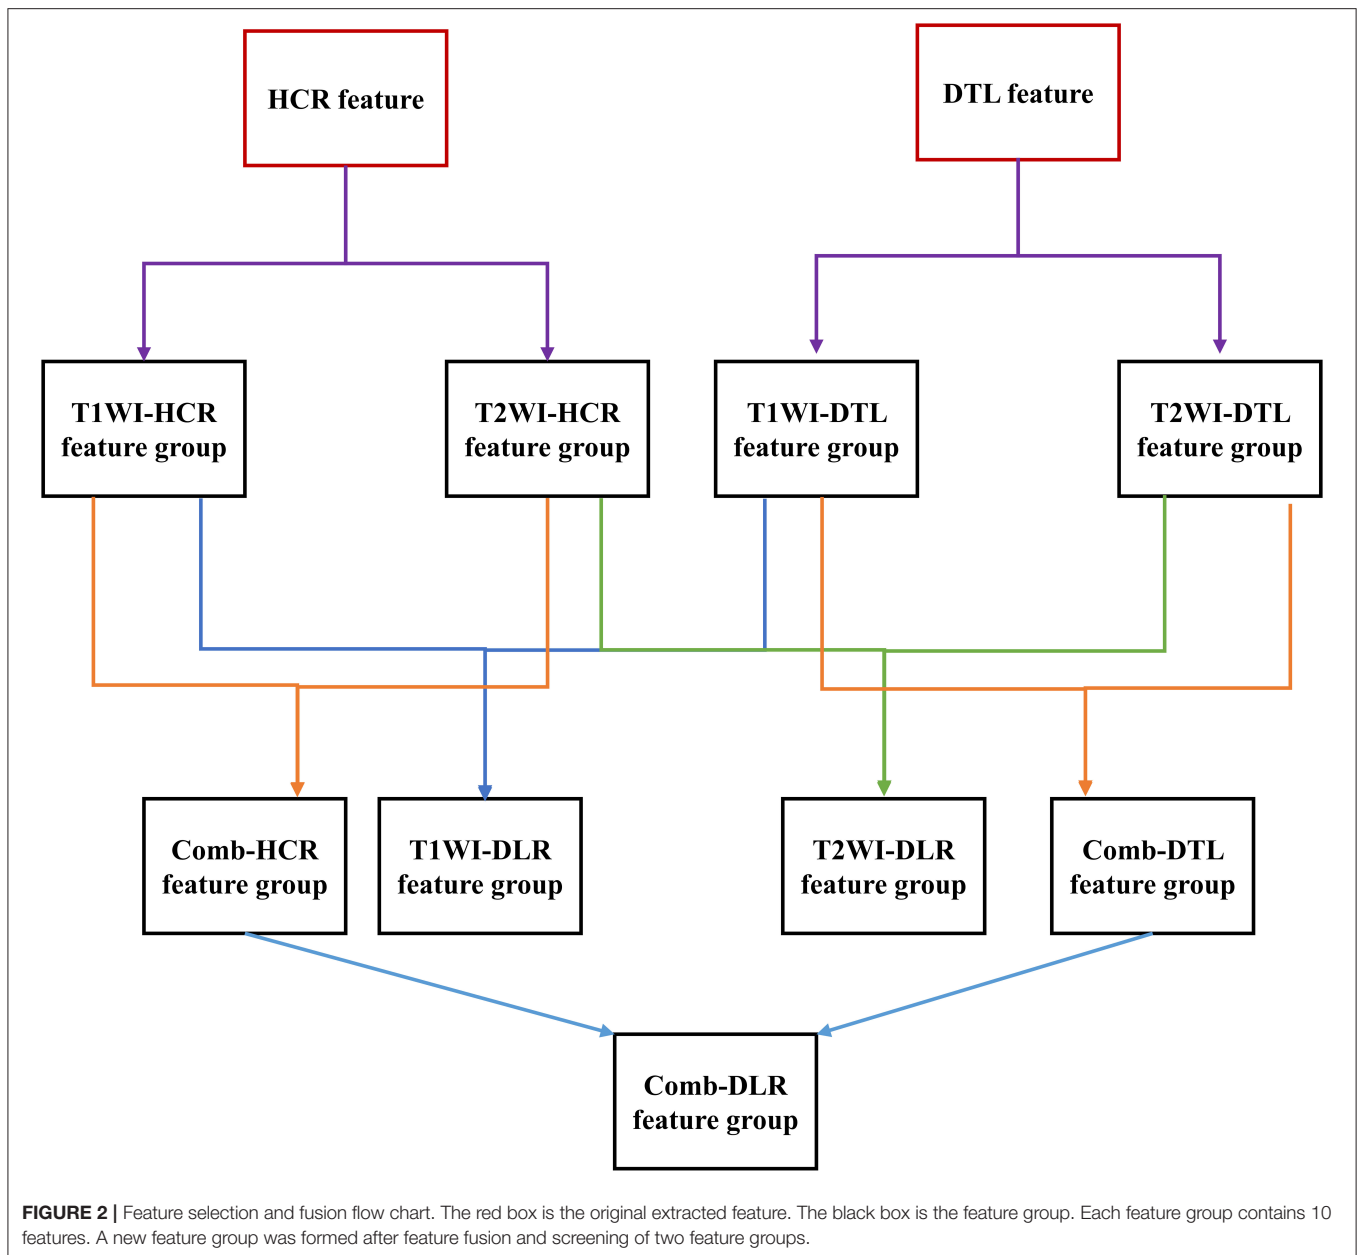 HCR feature
DTL feature
T1WI-HCR
feature group
T2WI-HCR
feature group
T1WI-DTL
feature group
T2WI-DTL
feature group
Comb-HCR
feature group
T1WI-DLR
feature group
T2WI-DLR
feature group
Comb-DTL
feature group
Comb-DLR
feature group
FIGURE 2 | Feature selection and fusion flow chart. The red box is the original extracted feature. The black box is the feature group. Each feature group contains 10
features. A new feature group was formed after feature fusion and screening of two feature groups.